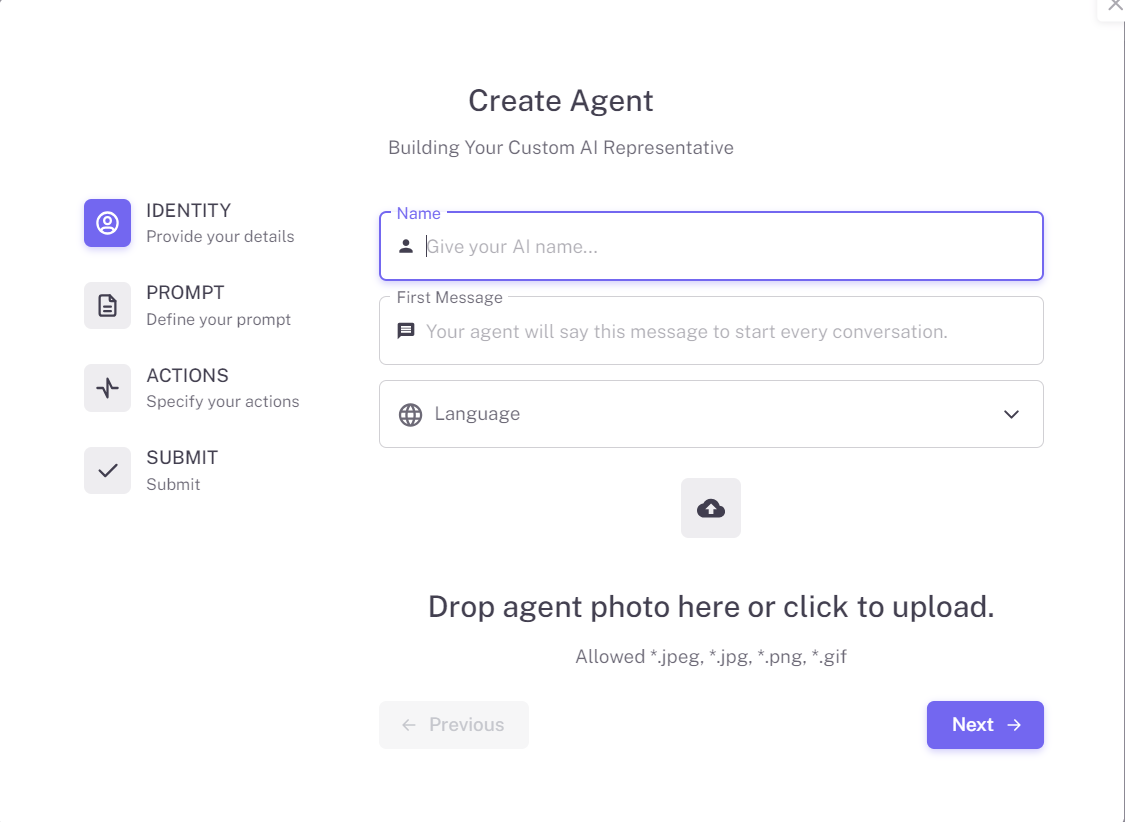 Create Agent
Building Your Custom AI Representative
IDENTITY
Provide your details
PROMPT
Define your prompt
ACTIONS
Specify your actions
SUBMIT
Submit
Name
Give your AI name...
First Message
Your agent will say this message to start every conversation.
Language
Drop agent photo here or click to upload.
Allowed *.jpeg, *.jpg, *.png, *.gif
Previous
Next